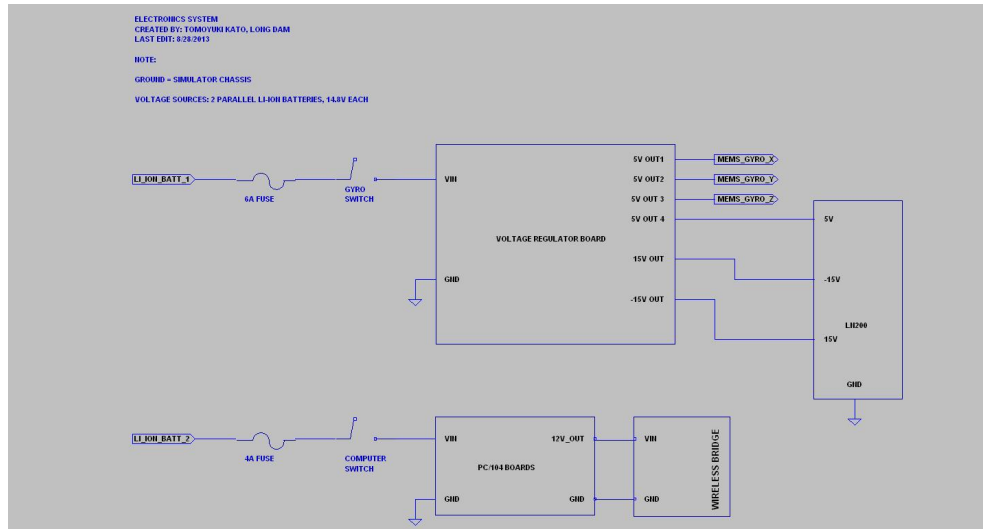 ELECTRONICS SYSTEM
CREATED BY: TOMOYUKI KATO, LONG DAM
LAST EDIT: 8/28/2013
NOTE:
GROUND = SIMULATOR CHASSIS
VOLTAGE SOURCES: 2 PARALLEL LI-ION BATTERIES, 14.8V EACH
LI_ION_BATT_1
6A FUSE
GYRO
SWITCH
VIN
GND
VOLTAGE REGULATOR BOARD
5V OUT1
5V OUT2
5V OUT 3
5V OUT 4
15V OUT
-15V OUT
MEMS_GYRO_X
MEMS_GYRO_Y
MEMS_GYRO_Z
5V
-15V
LN200
15V
GND
LI_ION_BATT_2
4A FUSE
COMPUTER
SWITCH
VIN
GND
PC/104 BOARDS
12V_OUT
GND
VIN
GND
WIRELESS BRIDGE